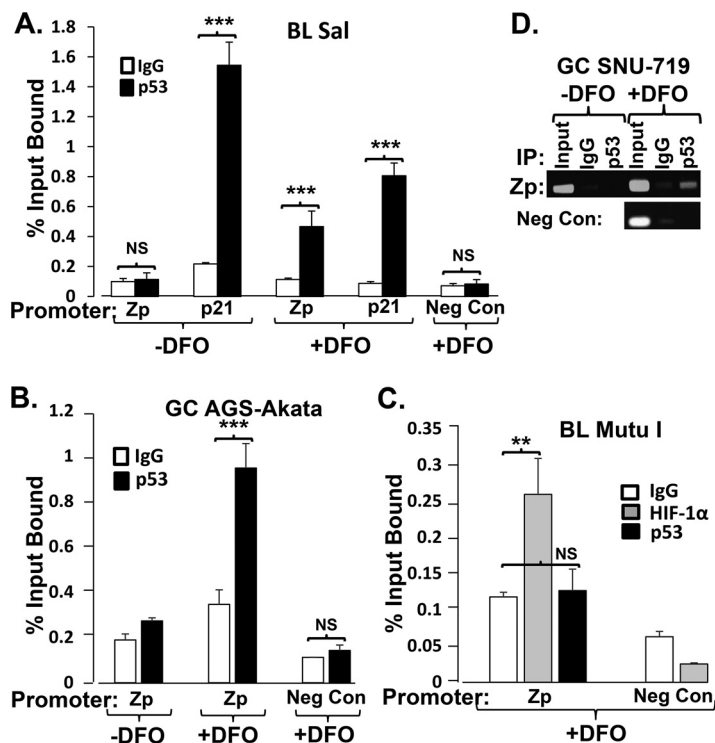 A.
BL Sal
IgG
p53
***
NS
***
***
NS
% Input Bound
1.8
1.6
1.4
1.2
1
0.8
0.6
0.4
0.2
0
Promoter: Zp p21 Zp p21 Neg Con
-DFO +DFO +DFO
D.
GC SNU-719
-DFO +DFO
IP: Input IgG p53 Input IgG p53
Zp:
Neg Con:
B.
GC AGS-Akata
IgG
p53
***
NS
% Input Bound
1.2
1
0.8
0.6
0.4
0.2
0
Promoter: Zp Zp Neg Con
-DFO +DFO +DFO
C.
BL Mutu I
IgG
HIF-1α
p53
**
NS
% Input Bound
0.35
0.3
0.25
0.2
0.15
0.1
0.05
0
Promoter: Zp Neg Con
+DFO